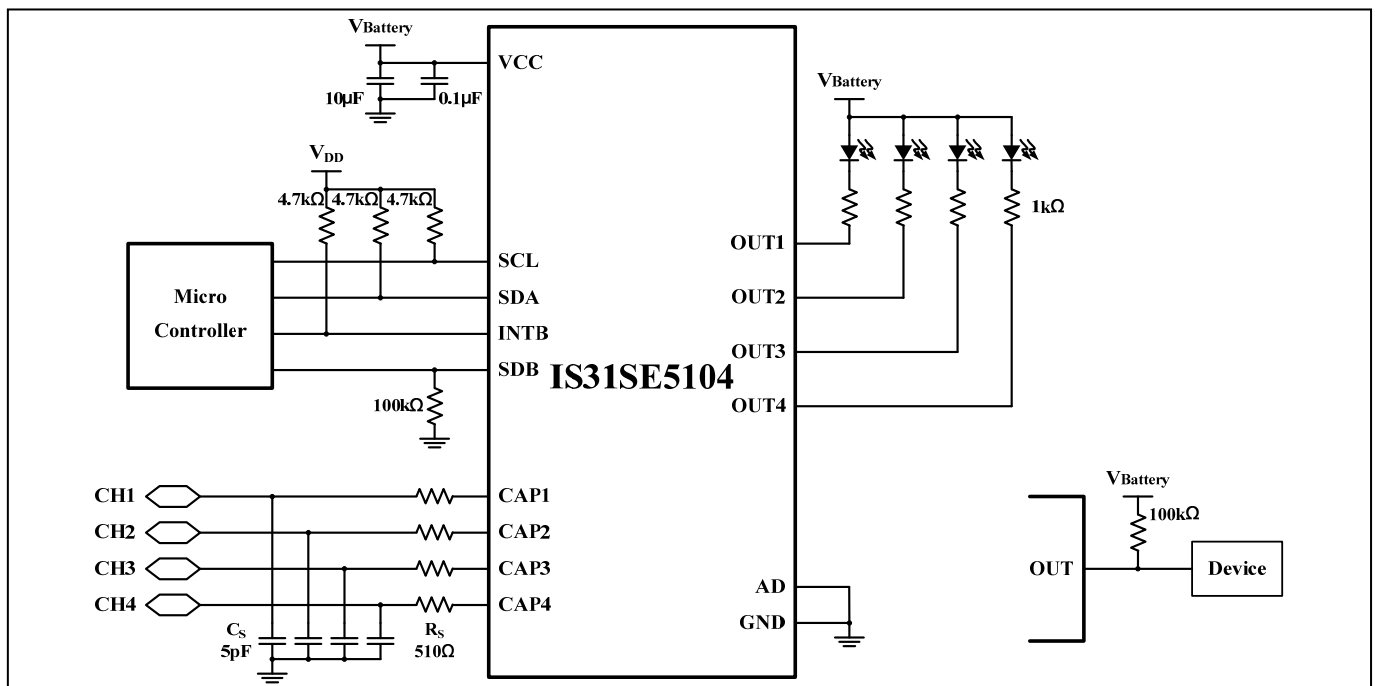 VBattery
VCC
10µF
0.1µF
VDD
4.7kΩ 4.7kΩ 4.7kΩ
Micro
Controller
SCL
SDA
INTB
SDB
100kΩ
IS31SE5104
CH1
CH2
CH3
CH4
CAP1
CAP2
CAP3
CAP4
CS
5pF
RS
510Ω
VBattery
1kΩ
OUT1
OUT2
OUT3
OUT4
AD
GND
VBattery
100kΩ
OUT
Device